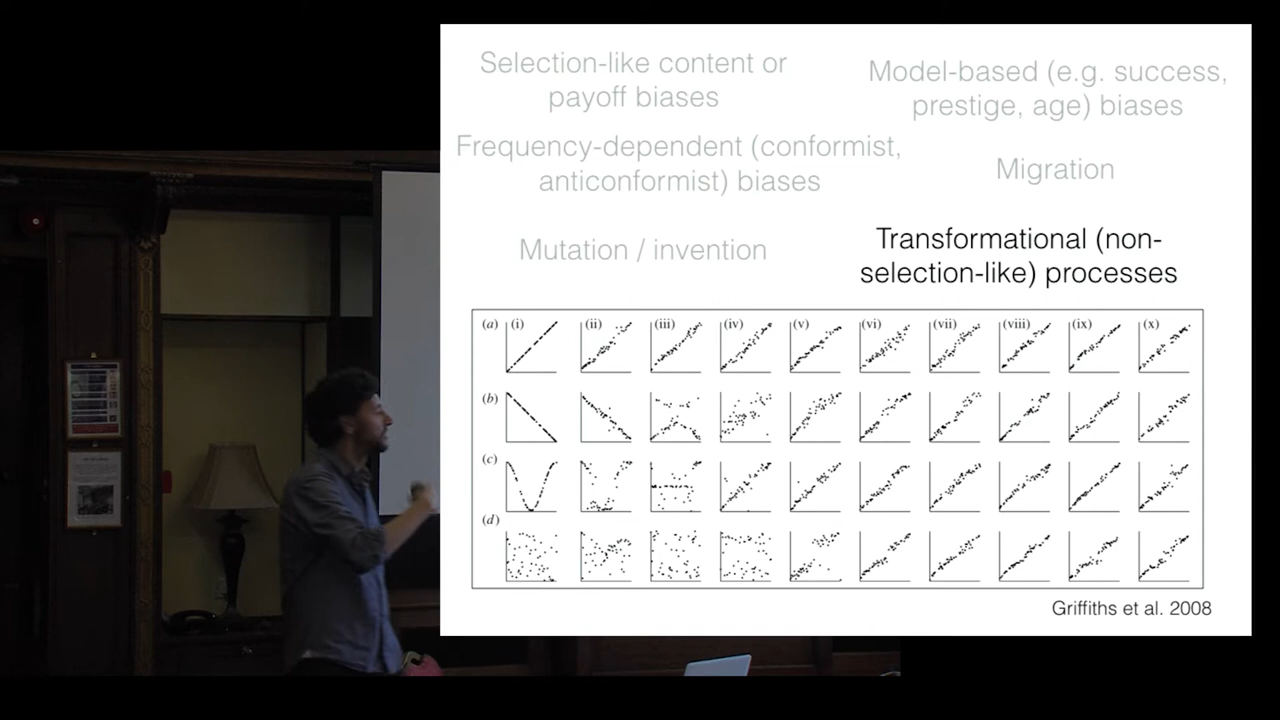 Selection-like content or
payoff biases
Model-based (e.g. success,
prestige, age) biases
Frequency-dependent (conformist,
anticonformist) biases
Migration
Mutation / invention
Transformational (non-
selection-like) processes
(a) (i) (ii) (iii) (iv) (v) (vi) (vii) (viii) (ix) (x)
(b)
(c)
(d)
Griffiths et al. 2008